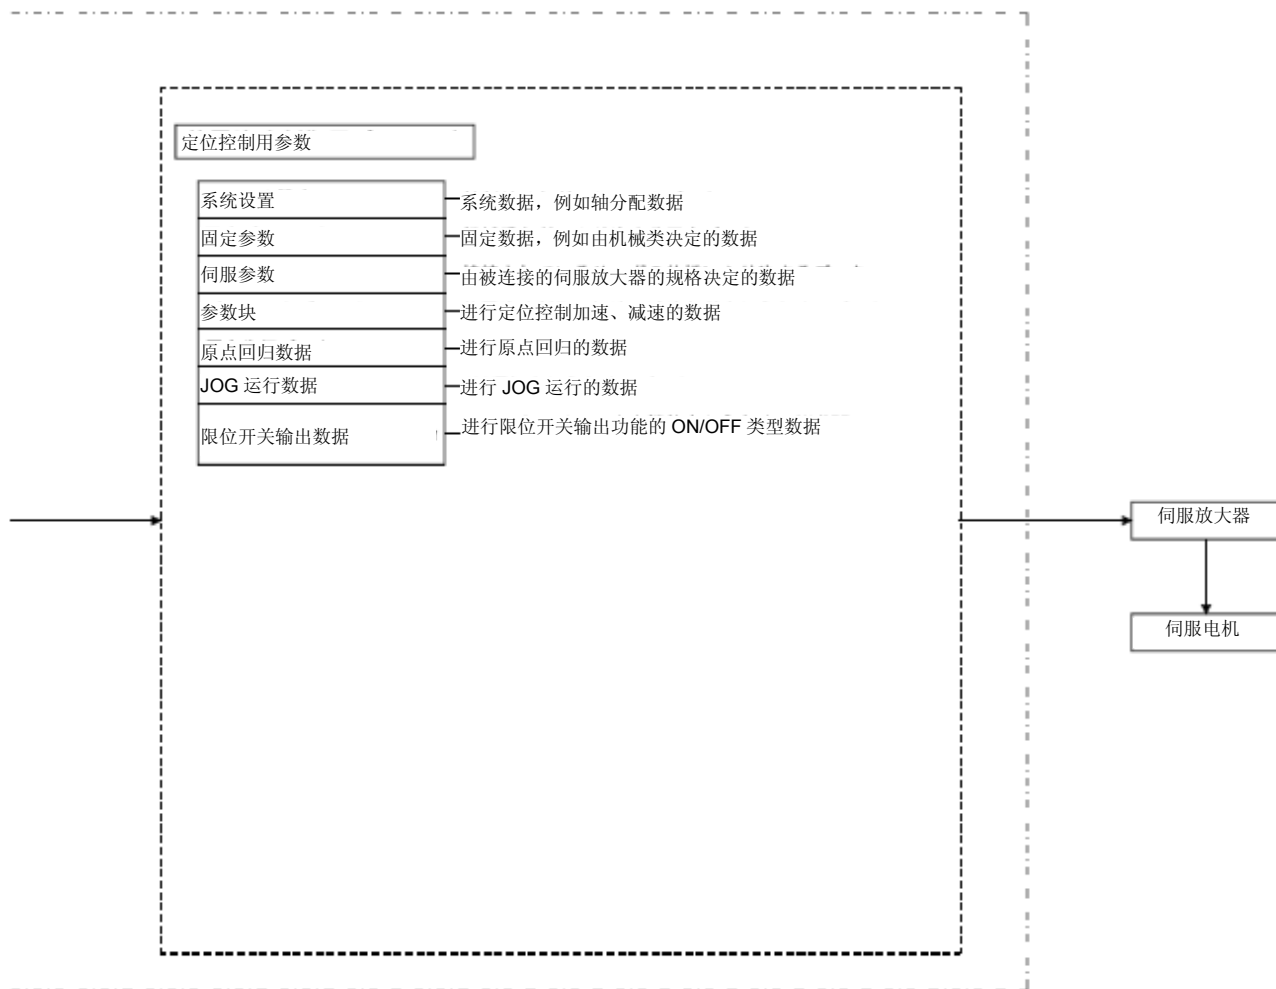 定位控制用参数
系统设置
系统数据，例如轴分配数据
固定参数
固定数据，例如由机械类决定的数据
伺服参数
由被连接的伺服放大器的规格决定的数据
参数块
进行定位控制加速、减速的数据
原点回归数据
进行原点回归的数据
JOG 运行数据
进行 JOG 运行的数据
限位开关输出数据
进行限位开关输出功能的 ON/OFF 类型数据
伺服放大器
伺服电机